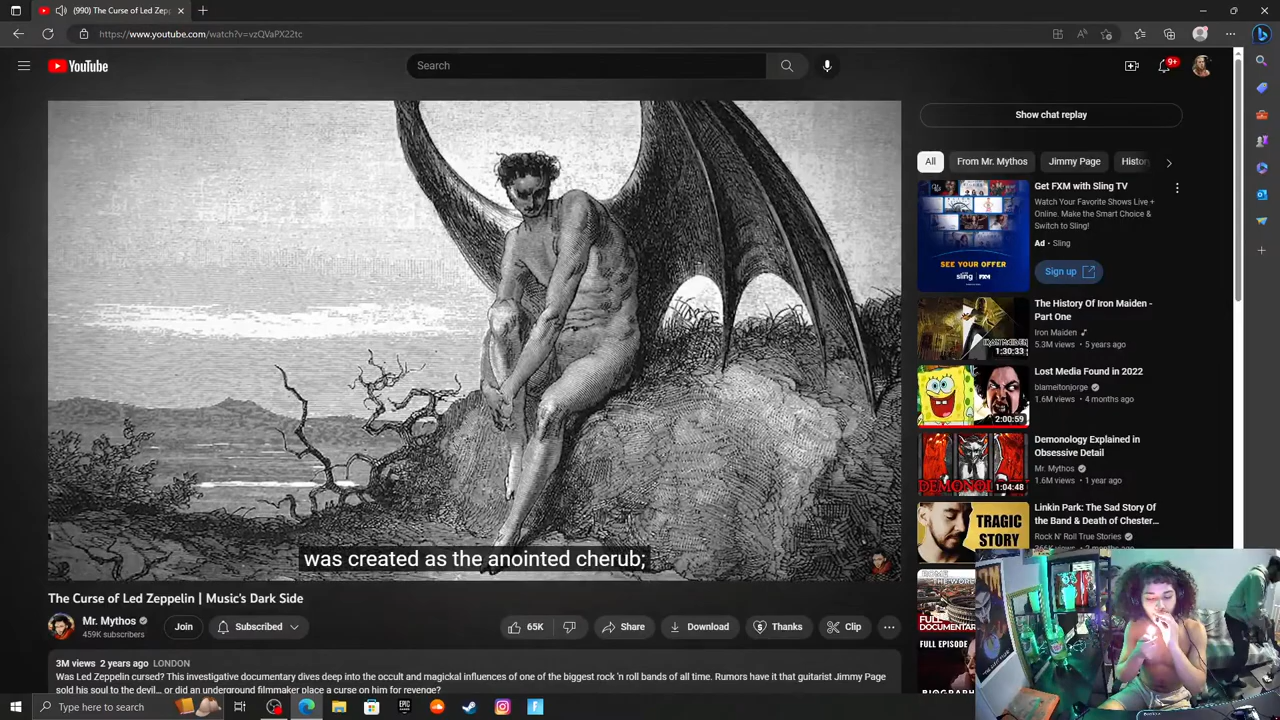 (990) The Curse of Led Zepp
https://www.youtube.com/watch?v=vzQVaPX22tc
YouTube
Search
9+
was created as the anointed cherub;
The Curse of Led Zeppelin | Music's Dark Side
Mr. Mythos
459K subscribers
Join
Subscribed
65K
Share
Download
Thanks
Clip
3M views 2 years ago LONDON
Was Led Zeppelin cursed? This investigative documentary dives deep into the occult and magickal influences of one of the biggest rock 'n roll bands of all time. Rumors have it that guitarist Jimmy Page
sold his soul to the devil... or did an underground filmmaker place a curse on him for revenge?
Show chat replay
All
From Mr. Mythos
Jimmy Page
History
SEE YOUR OFFER
sling
Get FXM with Sling TV
Watch Your Favorite Shows Live +
Online. Make the Smart Choice &
Switch to Sling!
Ad · Sling
Sign up
1:30:33
The History Of Iron Maiden -
Part One
Iron Maiden
5.3M views • 5 years ago
2:00:59
Lost Media Found in 2022
blameitonjorge
1.6M views • 4 months ago
1:04:48
Demonology Explained in
Obsessive Detail
Mr. Mythos
1.6M views • 1 year ago
TRAGIC
STORY
Linkin Park: The Sad Story Of
the Band & Death of Chester...
Rock N' Roll True Stories
FULL EPISODE
Type here to search